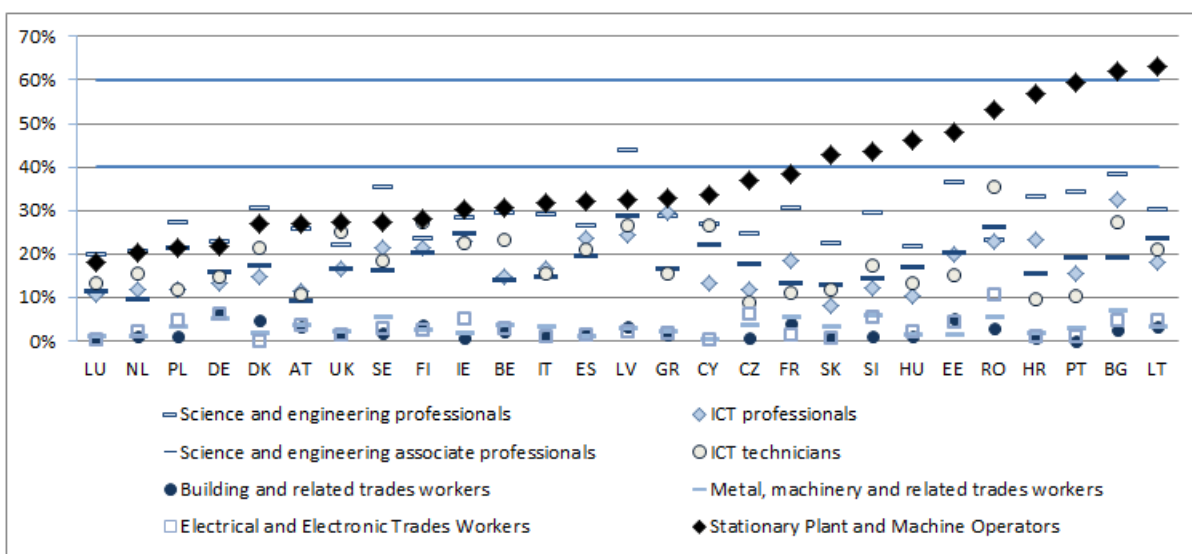 70%
60%
50%
40%
30%
20%
10%
0%
LU NL PL DE DK AT UK SE FI IE BE IT ES LV GR CY CZ FR SK SI HU EE RO HR PT BG LT
Science and engineering professionals ICT professionals
Science and engineering associate professionals ICT technicians
Building and related trades workers Metal, machinery and related trades workers
Electrical and Electronic Trades Workers Stationary Plant and Machine Operators